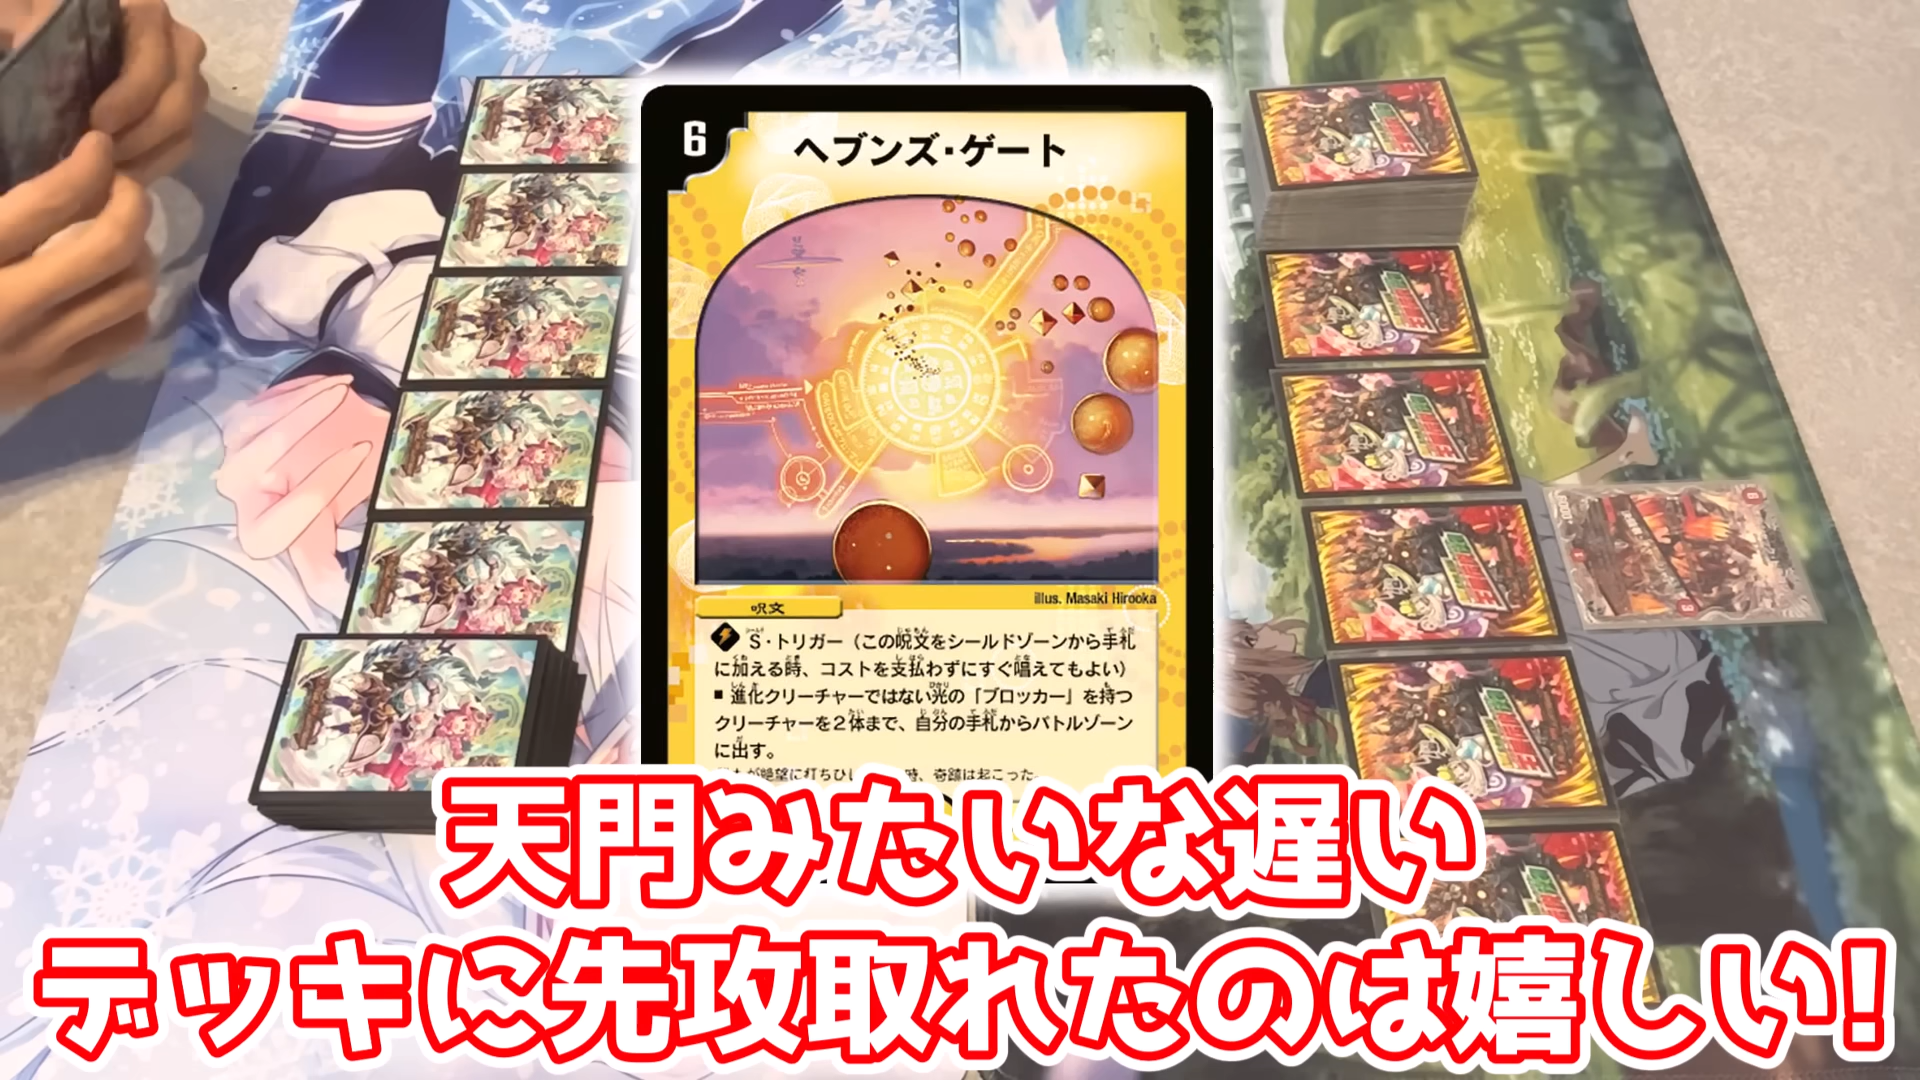 6
ヘブンズ・ゲート
illus. Masaki Hirooka
呪文
S・トリガー（この呪文をシールドゾーンから手札
に加える時、コストを支払わずにすぐ唱えてもよい）
■ 進化クリーチャーではない光の「ブロッカー」を持つ
クリーチャーを２体まで、自分の手札からバトルゾーン
に出す。
天門みたいな遅い
デッキに先攻取れたのは嬉しい!